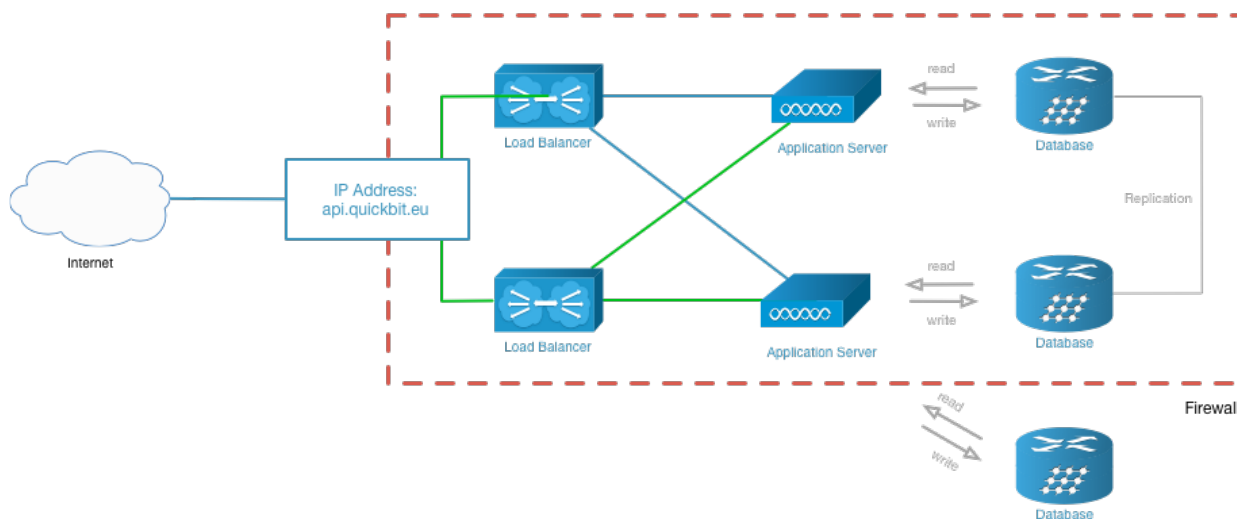 read
write
Load Balancer
Application Server
Database
IP Address:
api.quickbit.eu
Replication
Internet
read
write
Load Balancer
Application Server
Database
Firewall
read
write
Database